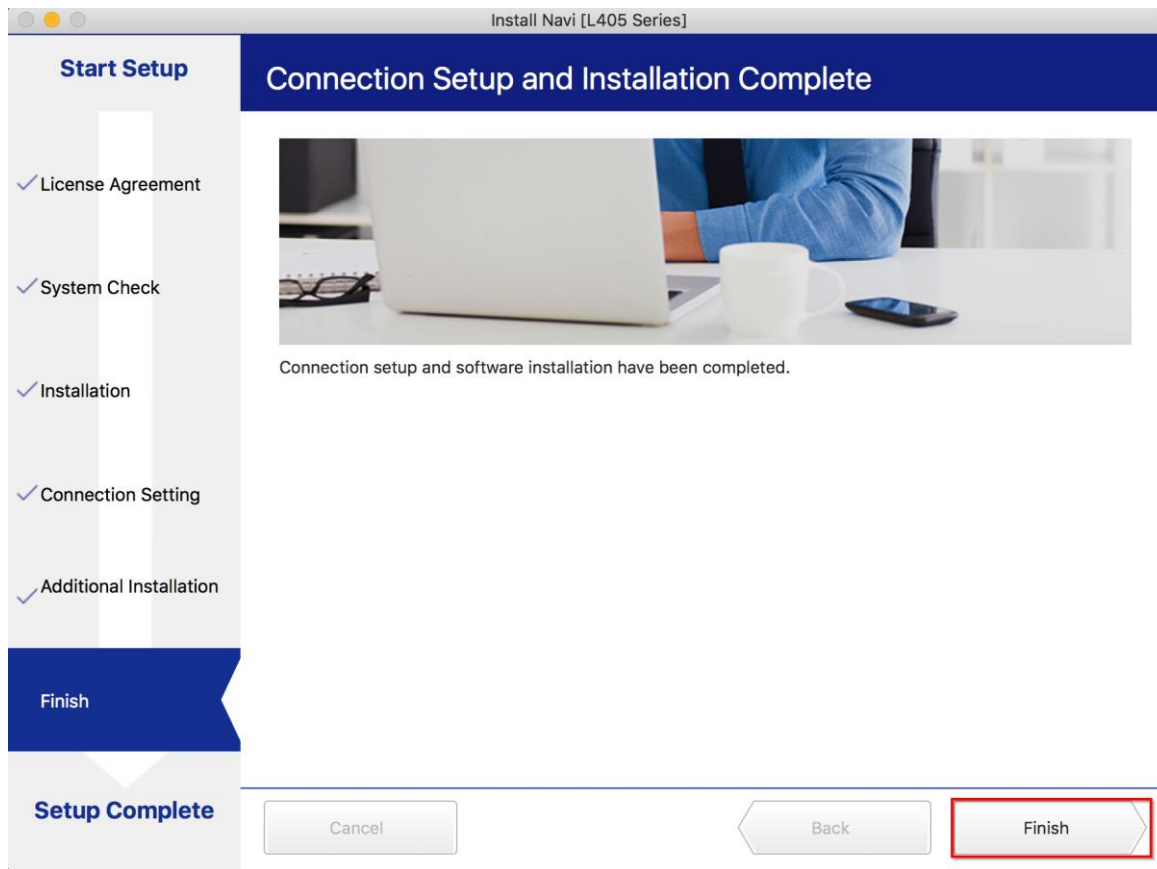 Install Navi [L405 Series]
Start Setup
License Agreement
System Check
Installation
Connection Setting
Additional Installation
Finish
Setup Complete
Connection Setup and Installation Complete
Connection setup and software installation have been completed.
Cancel
Back
Finish